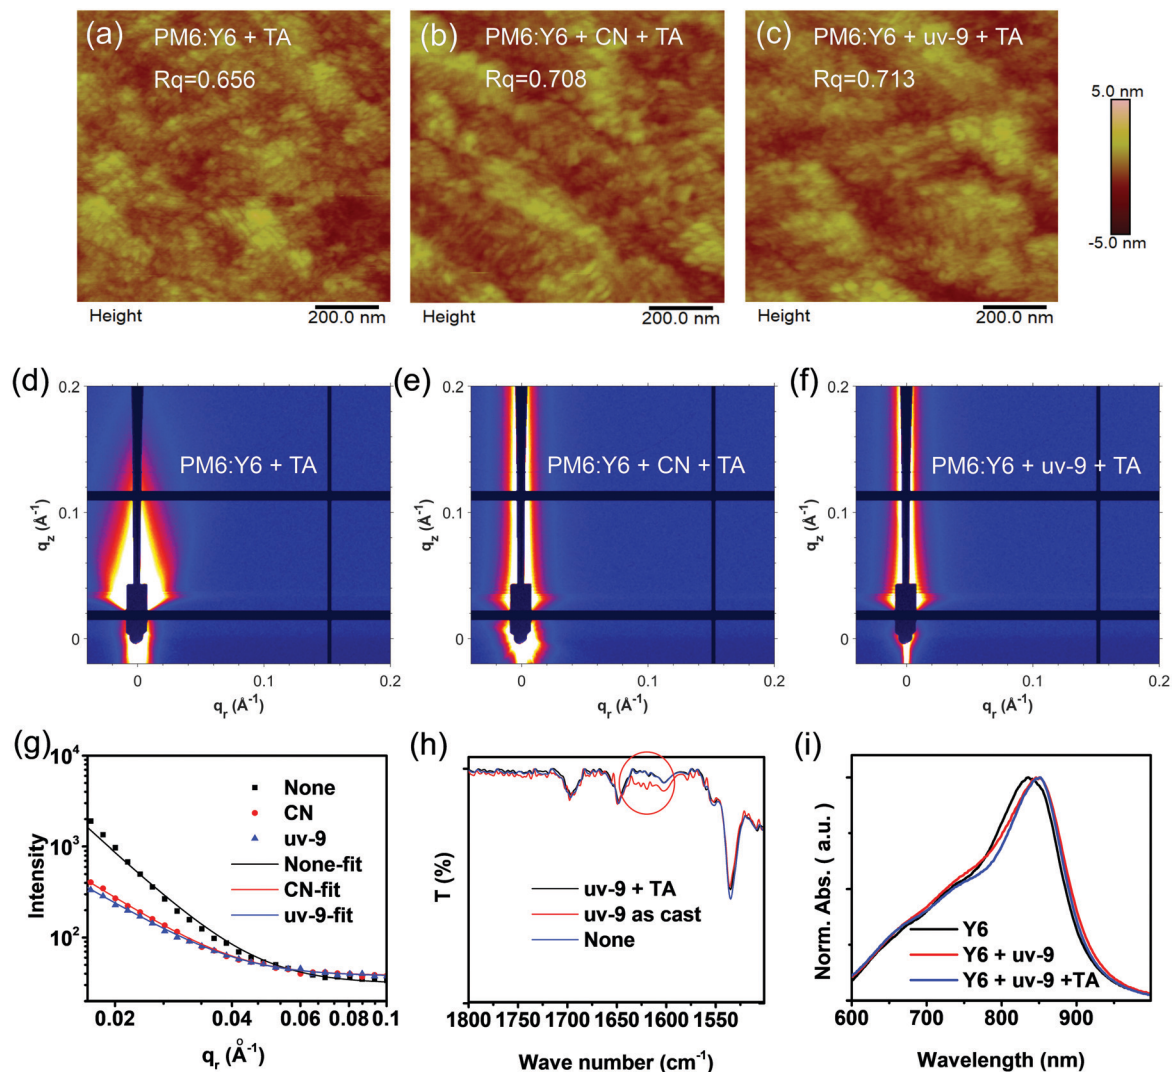 (a) PM6:Y6 + TA
Rq=0.656
(b) PM6:Y6 + CN + TA
Rq=0.708
(c) PM6:Y6 + uv-9 + TA
Rq=0.713
5.0 nm
-5.0 nm
Height
200.0 nm
Height
200.0 nm
Height
200.0 nm
(d)
PM6:Y6 + TA
0.2
0.1
0
q_z (Å⁻¹)
0 0.1 0.2
q_r (Å⁻¹)
(e)
PM6:Y6 + CN + TA
0.2
0.1
0
q_z (Å⁻¹)
0 0.1 0.2
q_r (Å⁻¹)
(f)
PM6:Y6 + uv-9 + TA
0.2
0.1
0
q_z (Å⁻¹)
0 0.1 0.2
q_r (Å⁻¹)
(g)
10⁴
10³
10²
Intensity
None
CN
uv-9
None-fit
CN-fit
uv-9-fit
0.02 0.04 0.06 0.08 0.1
q_r (Å⁻¹)
(h)
T (%)
uv-9 + TA
uv-9 as cast
None
1800 1750 1700 1650 1600 1550
Wave number (cm⁻¹)
(i)
Norm. Abs. ( a.u. )
Y6
Y6 + uv-9
Y6 + uv-9 +TA
600 700 800 900
Wavelength (nm)